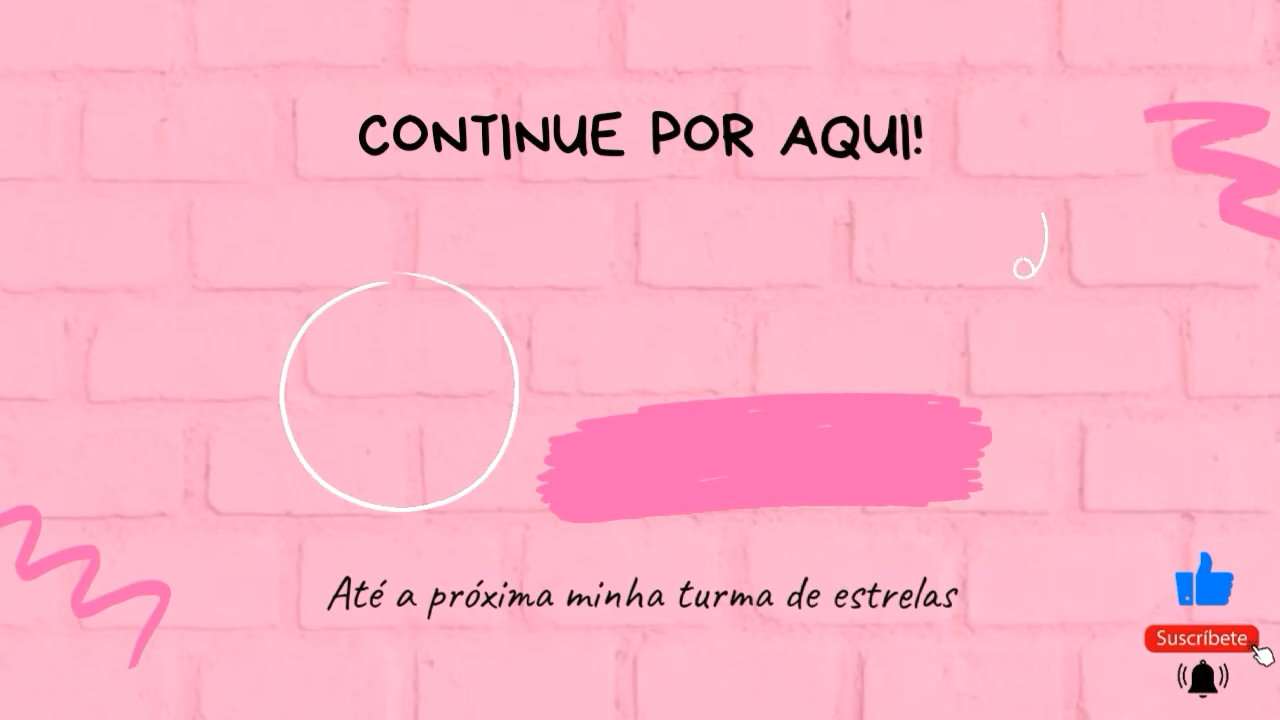 CONTINUE POR AQUI!
Até a próxima minha turma de estrelas
Suscríbete